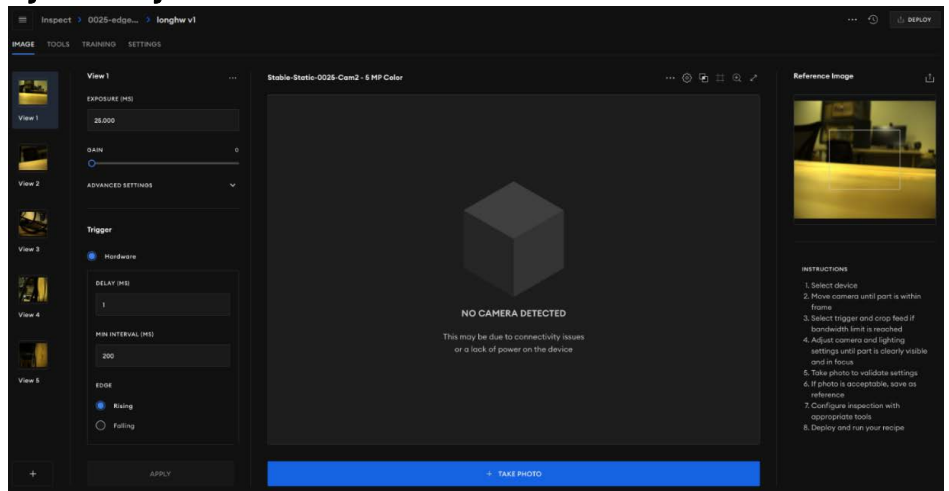 Inspect > 0025-edge... > longhw v1
DEPLOY
IMAGE TOOLS TRAINING SETTINGS
View 1
View 2
View 3
View 4
View 5
+
View 1
EXPOSURE (MS)
25.000
GAIN 0
ADVANCED SETTINGS
Trigger
Hardware
DELAY (MS)
1
MIN INTERVAL (MS)
200
EDGE
Rising
Falling
APPLY
Stable-Static-0025-Cam2 - 5 MP Color
NO CAMERA DETECTED
This may be due to connectivity issues
or a lack of power on the device
+ TAKE PHOTO
Reference Image
INSTRUCTIONS
1. Select device
2. Move camera until part is within
frame
3. Select trigger and crop feed if
bandwidth limit is reached
4. Adjust camera and lighting
settings until part is clearly visible
and in focus
5. Take photo to validate settings
6. If photo is acceptable, save as
reference
7. Configure inspection with
appropriate tools
8. Deploy and run your recipe